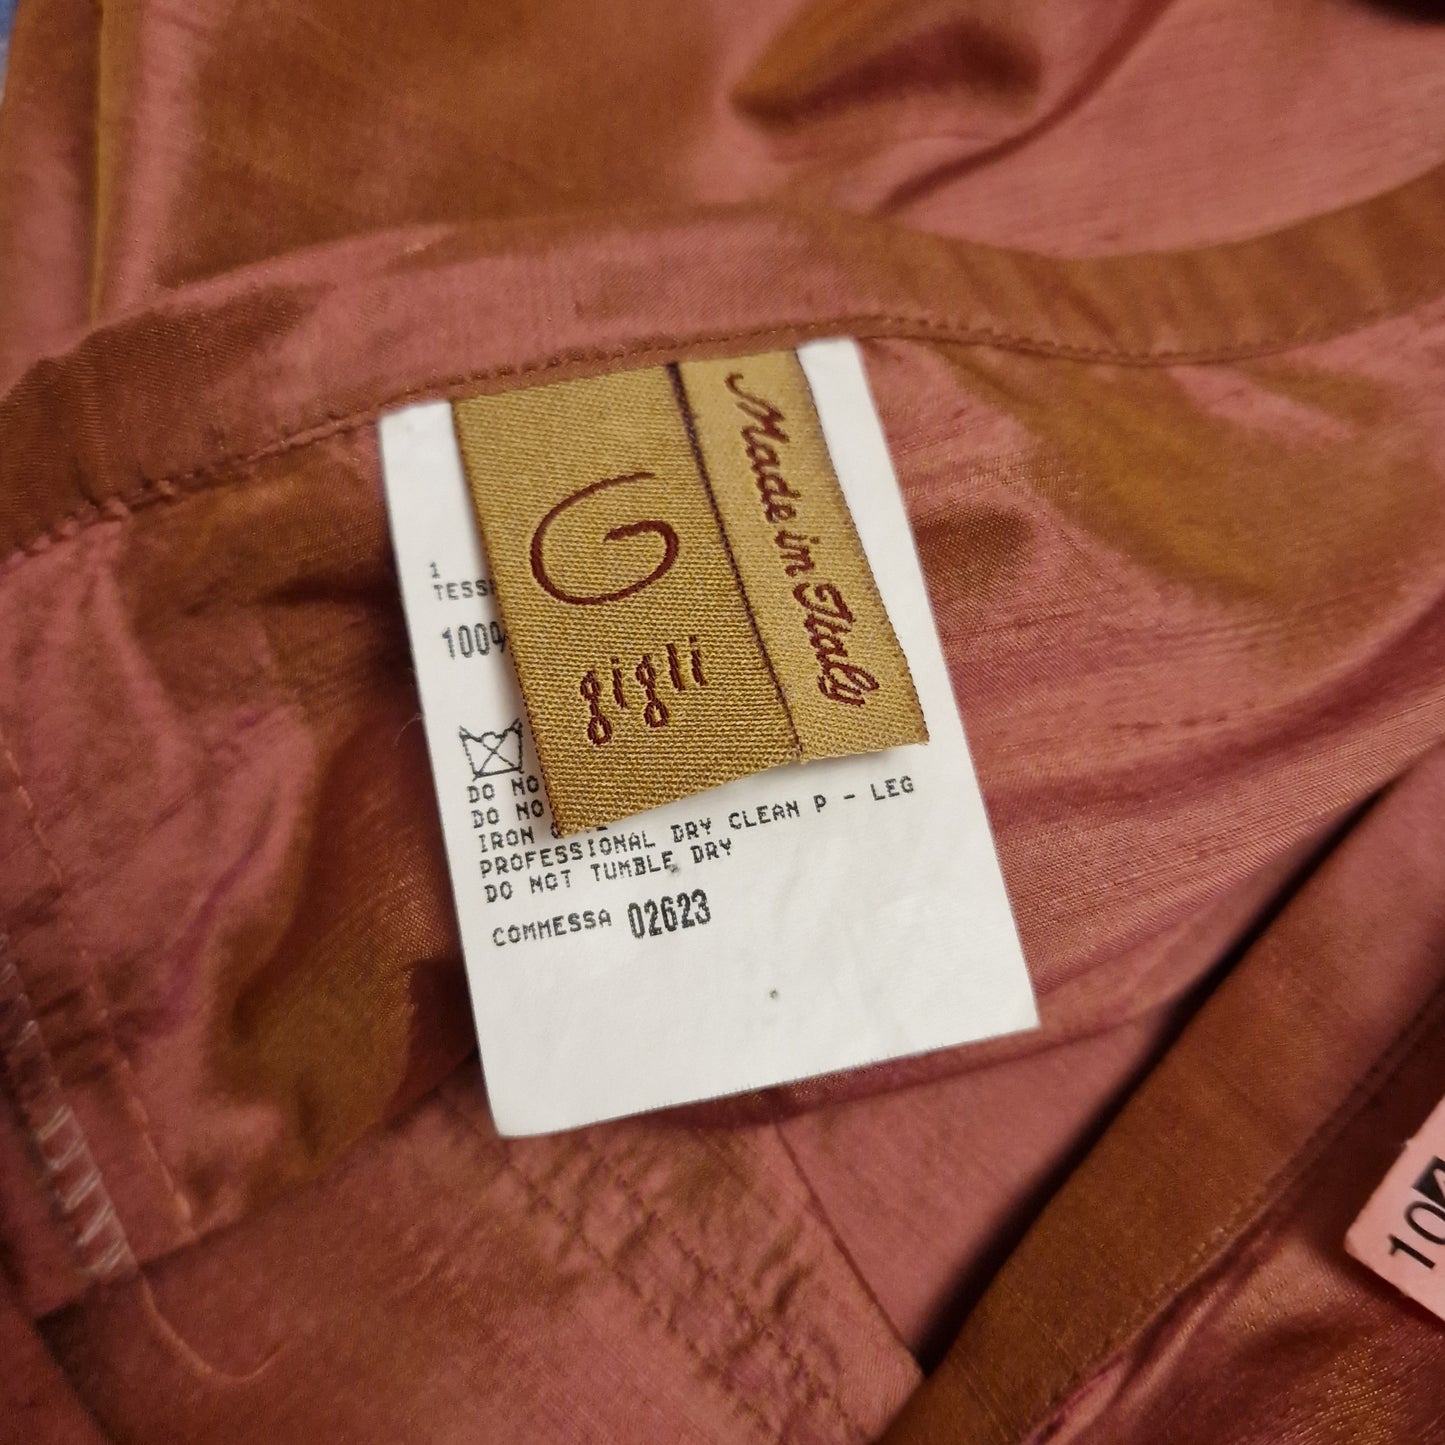 G
gigli
Made in Italy
1
100%
DO NO
DO NO
IRON
PROFESSIONAL DRY CLEAN P - LEG
DO NOT TUMBLE DRY
COMMESSA 02623
10